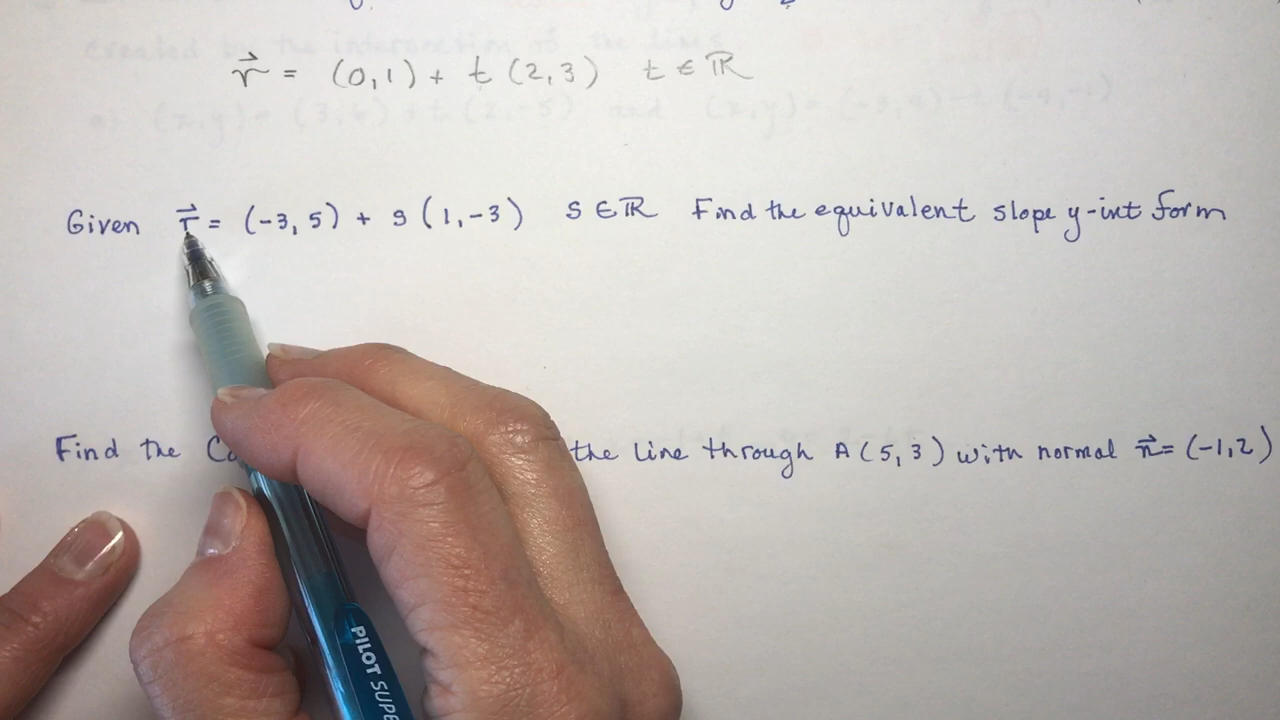 r⃗ = (0,1) + t (2,3) t ∈ ℝ
Given r⃗ = (-3,5) + s (1,-3) s ∈ ℝ Find the equivalent slope y-int form
Find the the line through A(5,3) with normal n⃗ = (-1,2)
PILOT SUPE